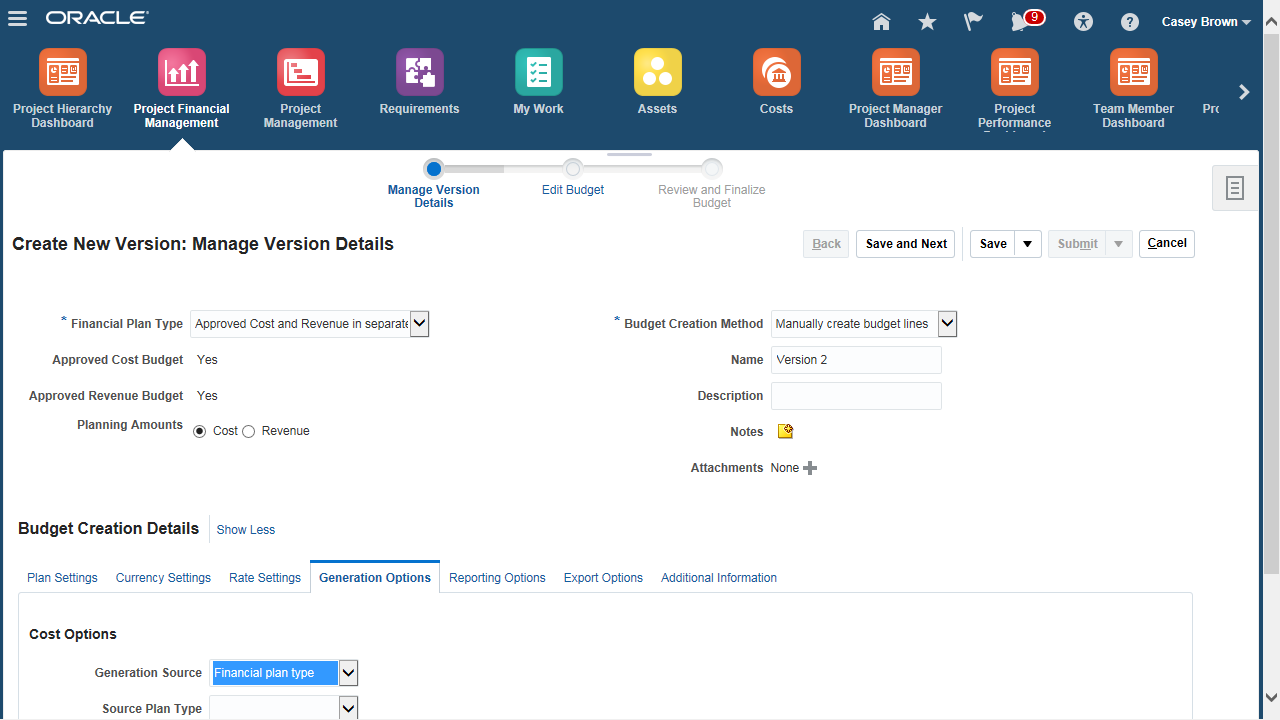 ORACLE®
9
Casey Brown
Project Hierarchy
Dashboard
Project Financial
Management
Project
Management
Requirements
My Work
Assets
Costs
Project Manager
Dashboard
Project
Performance
Team Member
Dashboard
Manage Version
Details
Edit Budget
Review and Finalize
Budget
Create New Version: Manage Version Details
Back
Save and Next
Save
Submit
Cancel
* Financial Plan Type
Approved Cost and Revenue in separate
Approved Cost Budget
Yes
Approved Revenue Budget
Yes
Planning Amounts
Cost
Revenue
* Budget Creation Method
Manually create budget lines
Name
Version 2
Description
Notes
Attachments
None
Budget Creation Details
Show Less
Plan Settings
Currency Settings
Rate Settings
Generation Options
Reporting Options
Export Options
Additional Information
Cost Options
Generation Source
Financial plan type
Source Plan Type